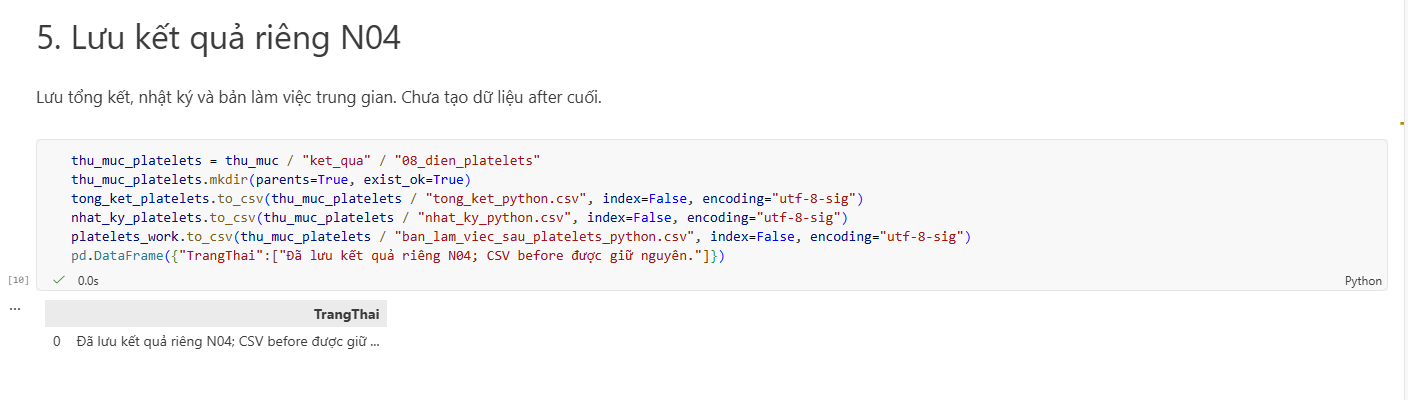 5. Lưu kết quả riêng N04
Lưu tổng kết, nhật ký và bản làm việc trung gian. Chưa tạo dữ liệu after cuối.
thu_muc_platelets = thu_muc / "ket_qua" / "08_dien_platelets"
thu_muc_platelets.mkdir(parents=True, exist_ok=True)
tong_ket_platelets.to_csv(thu_muc_platelets / "tong_ket_python.csv", index=False, encoding="utf-8-sig")
nhat_ky_platelets.to_csv(thu_muc_platelets / "nhat_ky_python.csv", index=False, encoding="utf-8-sig")
platelets_work.to_csv(thu_muc_platelets / "ban_lam_viec_sau_platelets_python.csv", index=False, encoding="utf-8-sig")
pd.DataFrame({"TrangThai":["Đã lưu kết quả riêng N04; CSV before được giữ nguyên."]})
[10] 0.0s Python
...
TrangThai
0 Đã lưu kết quả riêng N04; CSV before được giữ ...